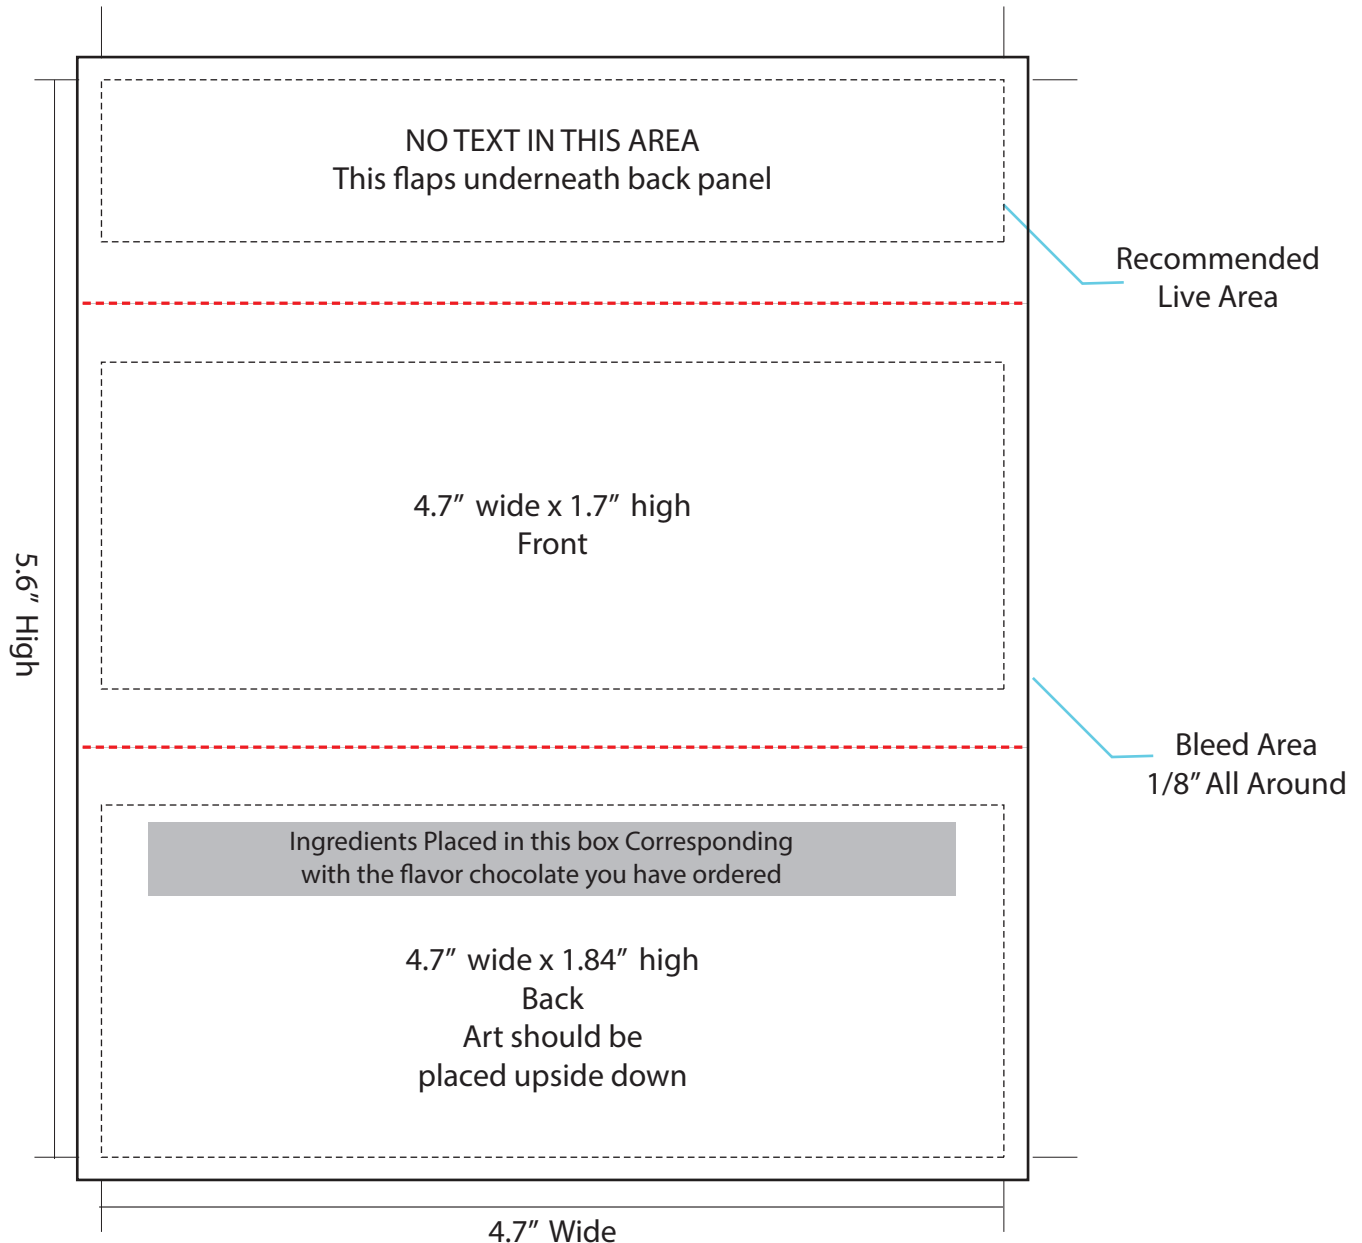 NO TEXT IN THIS AREA
This flaps underneath back panel
Recommended
Live Area
4.7” wide x 1.7” high
Front
5.6” High
Bleed Area
1/8” All Around
Ingredients Placed in this box Corresponding
with the flavor chocolate you have ordered
4.7” wide x 1.84” high
Back
Art should be
placed upside down
4.7” Wide